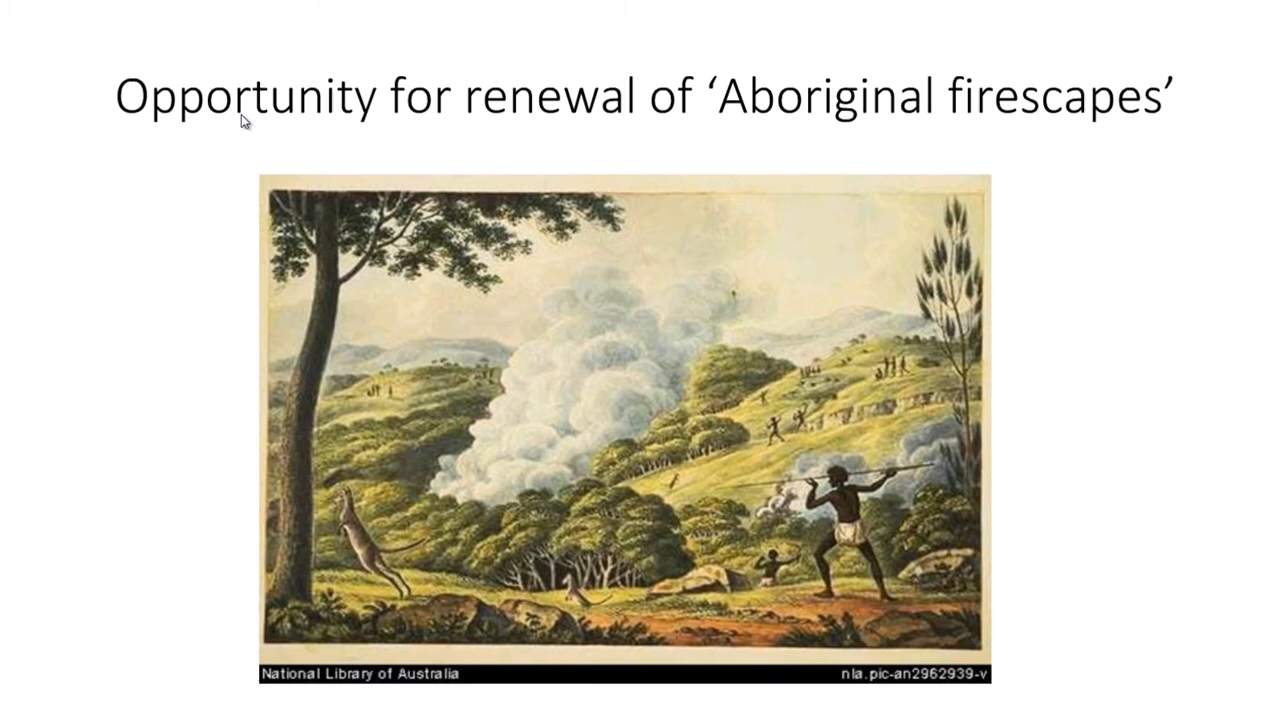 Opportunity for renewal of ‘Aboriginal firescapes’
National Library of Australia
nla.pic-an2962939-v